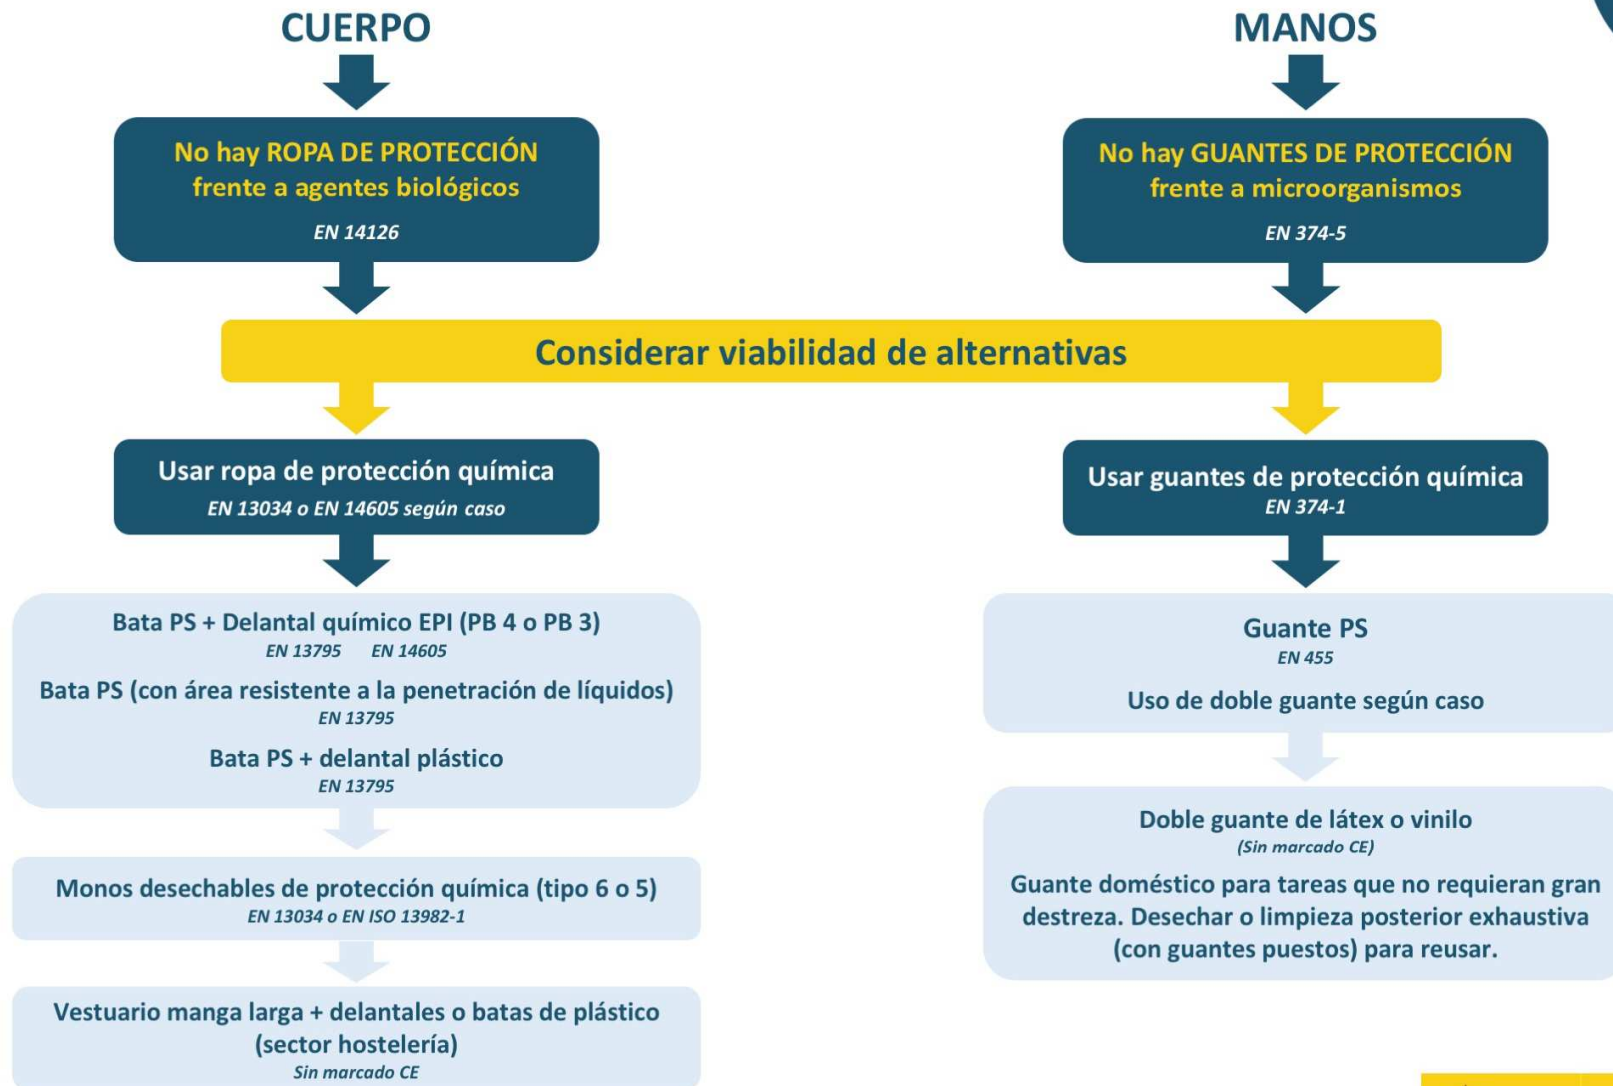 CUERPO
No hay ROPA DE PROTECCIÓN
frente a agentes biológicos
EN 14126
MANOS
No hay GUANTES DE PROTECCIÓN
frente a microorganismos
EN 374-5
Considerar viabilidad de alternativas
Usar ropa de protección química
EN 13034 o EN 14605 según caso
Bata PS + Delantal químico EPI (PB 4 o PB 3)
EN 13795 EN 14605
Bata PS (con área resistente a la penetración de líquidos)
EN 13795
Bata PS + delantal plástico
EN 13795
Monos desechables de protección química (tipo 6 o 5)
EN 13034 o EN ISO 13982-1
Vestuario manga larga + delantales o batas de plástico
(sector hostelería)
Sin marcado CE
Usar guantes de protección química
EN 374-1
Guante PS
EN 455
Uso de doble guante según caso
Doble guante de látex o vinilo
(Sin marcado CE)
Guante doméstico para tareas que no requieran gran
destreza. Desechar o limpieza posterior exhaustiva
(con guantes puestos) para reusar.